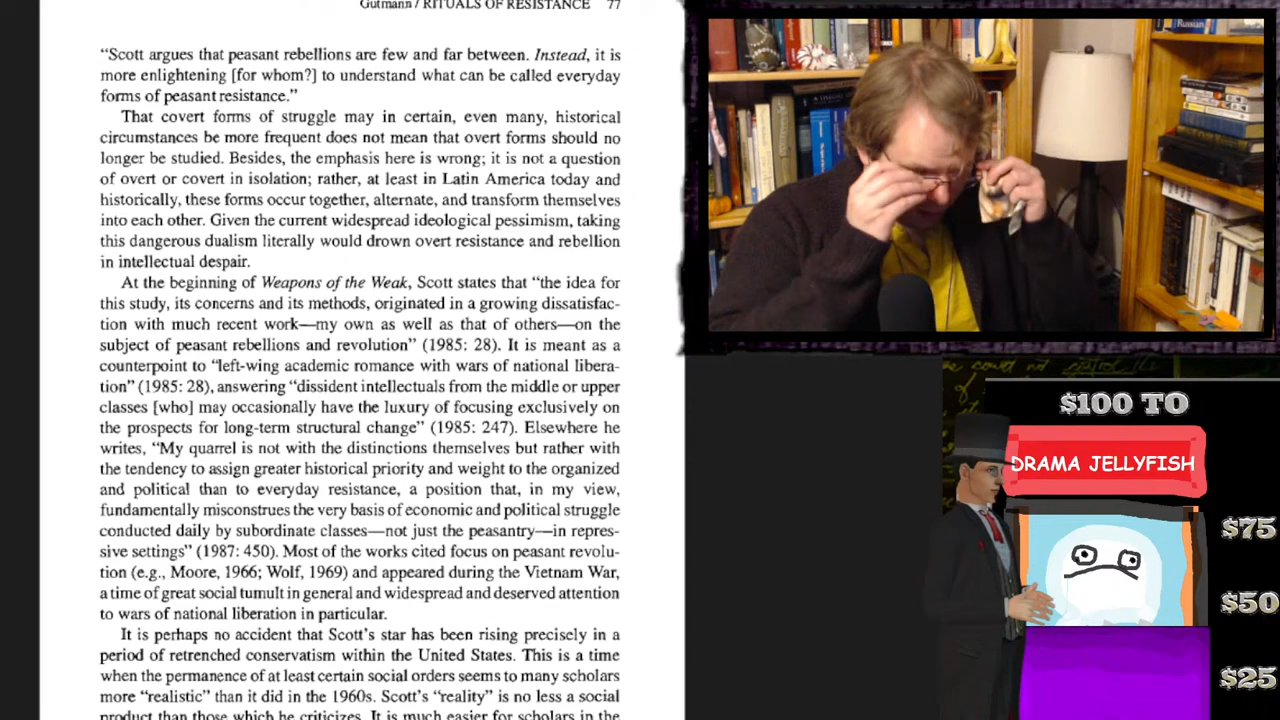 Gutmann / RITUALS OF RESISTANCE 77
“Scott argues that peasant rebellions are few and far between. Instead, it is
more enlightening [for whom?] to understand what can be called everyday
forms of peasant resistance.”
That covert forms of struggle may in certain, even many, historical
circumstances be more frequent does not mean that overt forms should no
longer be studied. Besides, the emphasis here is wrong; it is not a question
of overt or covert in isolation; rather, at least in Latin America today and
historically, these forms occur together, alternate, and transform themselves
into each other. Given the current widespread ideological pessimism, taking
this dangerous dualism literally would drown overt resistance and rebellion
in intellectual despair.
At the beginning of Weapons of the Weak, Scott states that “the idea for
this study, its concerns and its methods, originated in a growing dissatisfac-
tion with much recent work—my own as well as that of others—on the
subject of peasant rebellions and revolution” (1985: 28). It is meant as a
counterpoint to “left-wing academic romance with wars of national libera-
tion” (1985: 28), answering “dissident intellectuals from the middle or upper
classes [who] may occasionally have the luxury of focusing exclusively on
the prospects for long-term structural change” (1985: 247). Elsewhere he
writes, “My quarrel is not with the distinctions themselves but rather with
the tendency to assign greater historical priority and weight to the organized
and political than to everyday resistance, a position that, in my view,
fundamentally misconstrues the very basis of economic and political struggle
conducted daily by subordinate classes—not just the peasantry—in repres-
sive settings” (1987: 450). Most of the works cited focus on peasant revolu-
tion (e.g., Moore, 1966; Wolf, 1969) and appeared during the Vietnam War,
a time of great social tumult in general and widespread and deserved attention
to wars of national liberation in particular.
It is perhaps no accident that Scott’s star has been rising precisely in a
period of retrenched conservatism within the United States. This is a time
when the permanence of at least certain social orders seems to many scholars
more “realistic” than it did in the 1960s. Scott’s “reality” is no less a social
product than those which he criticizes. It is much easier for scholars in the
Russian
$100 TO
DRAMA JELLYFISH
$75
$50
$25